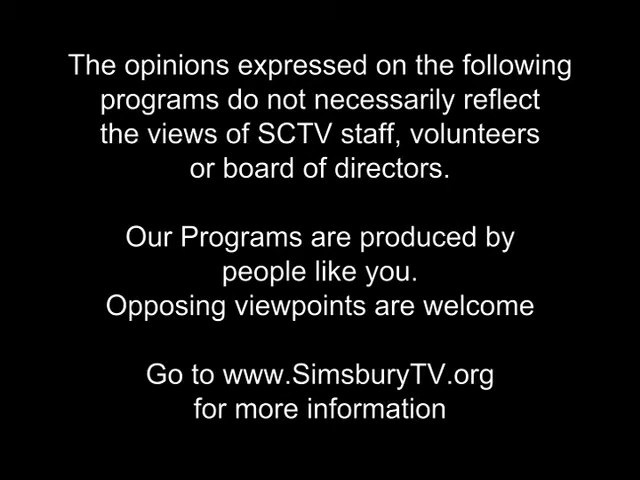 The opinions expressed on the following
programs do not necessarily reflect
the views of SCTV staff, volunteers
or board of directors.
Our Programs are produced by
people like you.
Opposing viewpoints are welcome
Go to www.SimsburyTV.org
for more information